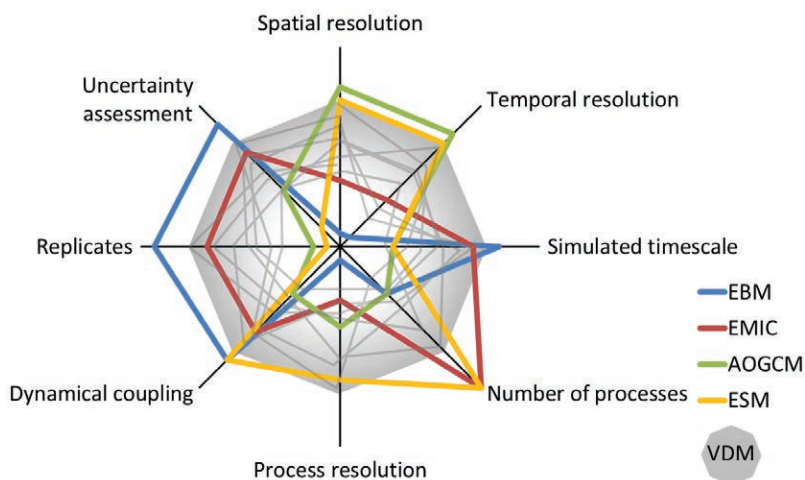 Spatial resolution
Uncertainty
assessment
Temporal resolution
Replicates
Simulated timescale
EBM
EMIC
AOGCM
ESM
Dynamical coupling
Number of processes
VDM
Process resolution